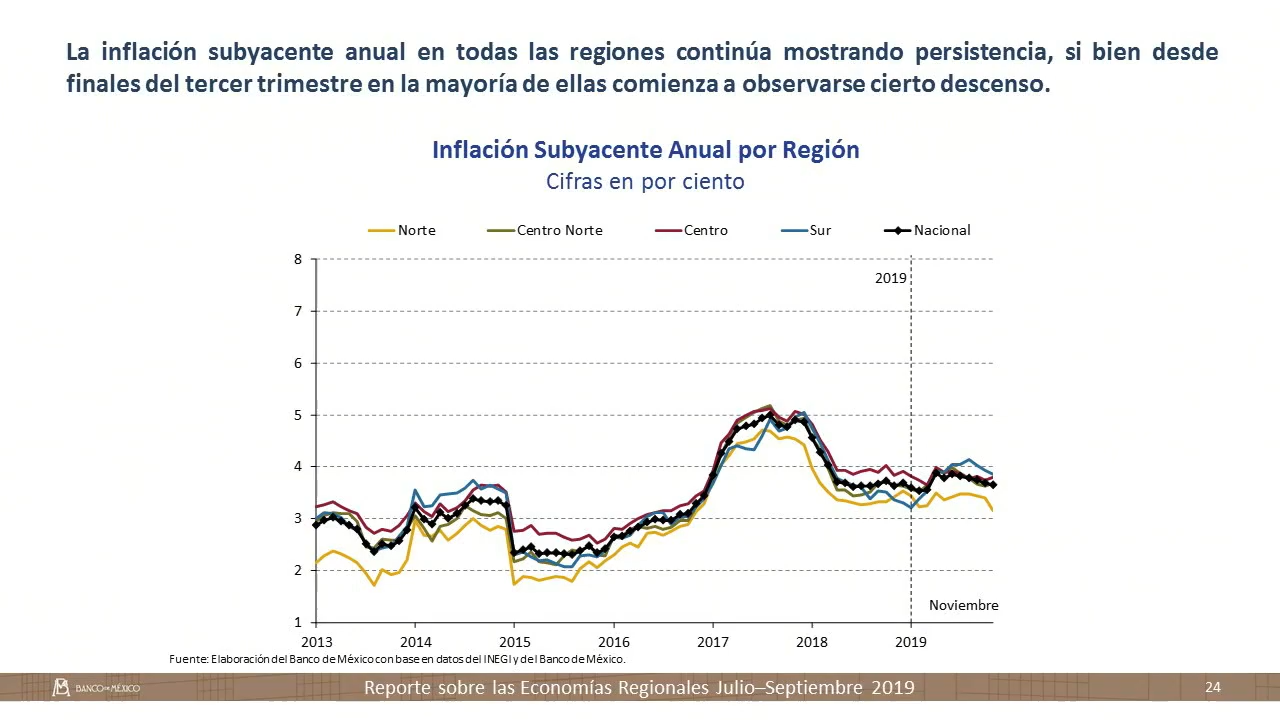 La inflación subyacente anual en todas las regiones continúa mostrando persistencia, si bien desde
finales del tercer trimestre en la mayoría de ellas comienza a observarse cierto descenso.
Inflación Subyacente Anual por Región
Cifras en por ciento
Norte Centro Norte Centro Sur Nacional
8
2019
7
6
5
4
3
2
Noviembre
1
2013 2014 2015 2016 2017 2018 2019
Fuente: Elaboración del Banco de México con base en datos del INEGI y del Banco de México.
BANCO DE MÉXICO Reporte sobre las Economías Regionales Julio–Septiembre 2019 24